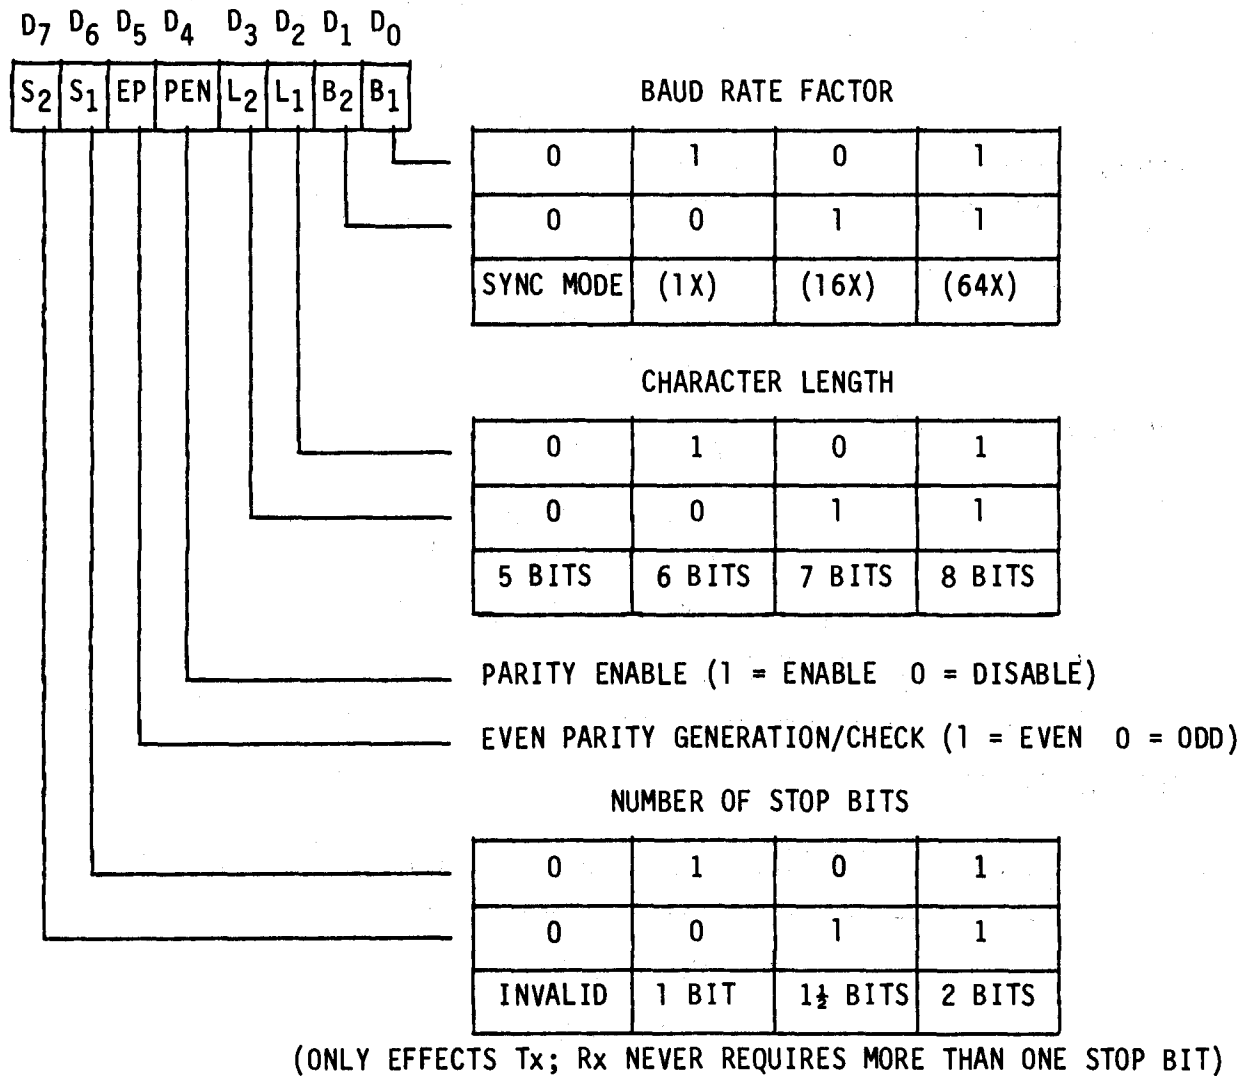 D7 D6 D5 D4 D3 D2 D1 D0
S2 S1 EP PEN L2 L1 B2 B1
BAUD RATE FACTOR
0 1 0 1
0 0 1 1
SYNC MODE (1X) (16X) (64X)
CHARACTER LENGTH
0 1 0 1
0 0 1 1
5 BITS 6 BITS 7 BITS 8 BITS
PARITY ENABLE (1 = ENABLE 0 = DISABLE)
EVEN PARITY GENERATION/CHECK (1 = EVEN 0 = ODD)
NUMBER OF STOP BITS
0 1 0 1
0 0 1 1
INVALID 1 BIT 1½ BITS 2 BITS
(ONLY EFFECTS Tx; Rx NEVER REQUIRES MORE THAN ONE STOP BIT)